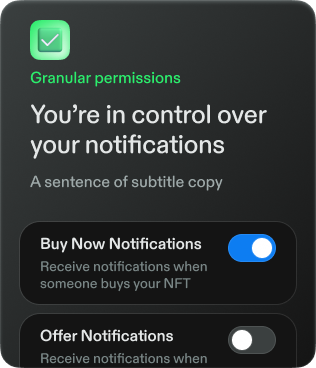 Granular permissions
You’re in control over
your notifications
A sentence of subtitle copy
Buy Now Notifications
Receive notifications when
someone buys your NFT
Offer Notifications
Receive notifications when